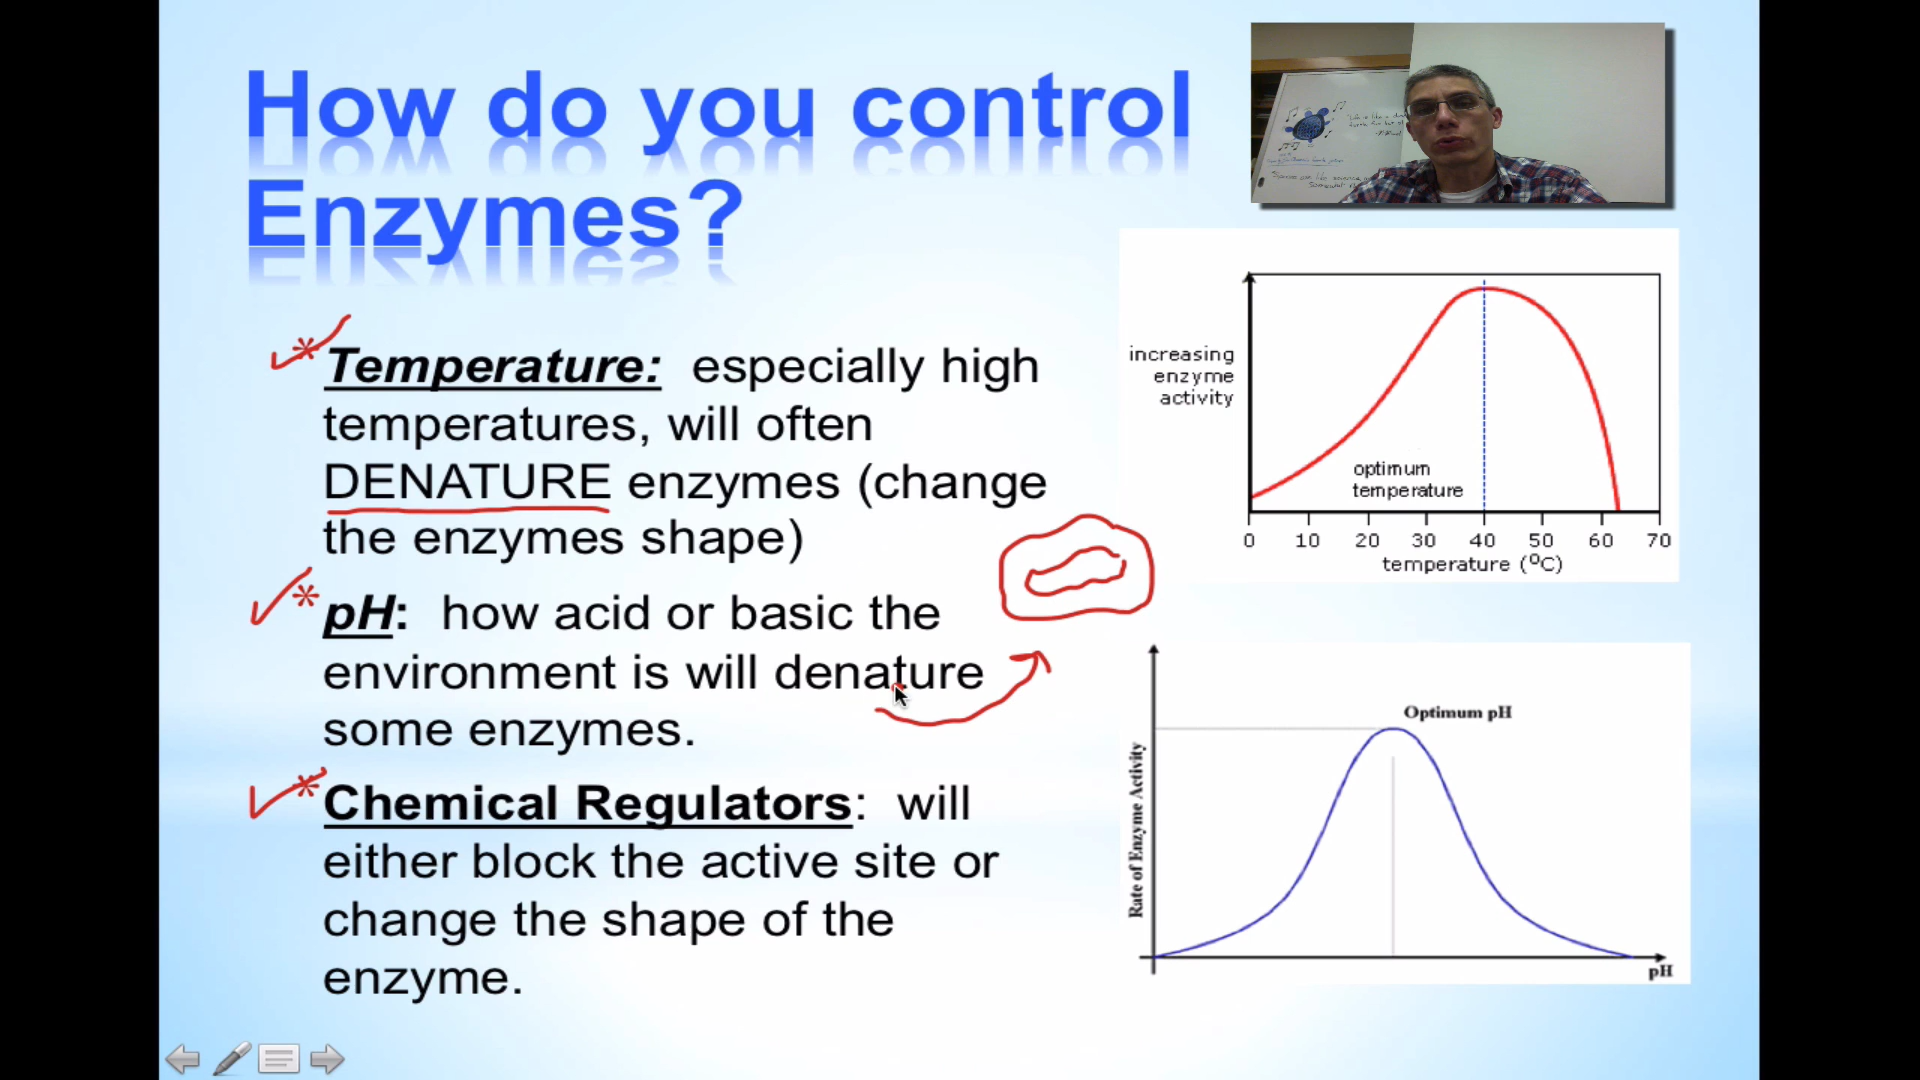 How do you control
Enzymes?
* Temperature: especially high
temperatures, will often
DENATURE enzymes (change
the enzymes shape)
* pH: how acid or basic the
environment is will denature
some enzymes.
* Chemical Regulators: will
either block the active site or
change the shape of the
enzyme.
increasing
enzyme
activity
optimum
temperature
0 10 20 30 40 50 60 70
temperature (ºC)
Optimum pH
Rate of Enzyme Activity
pH